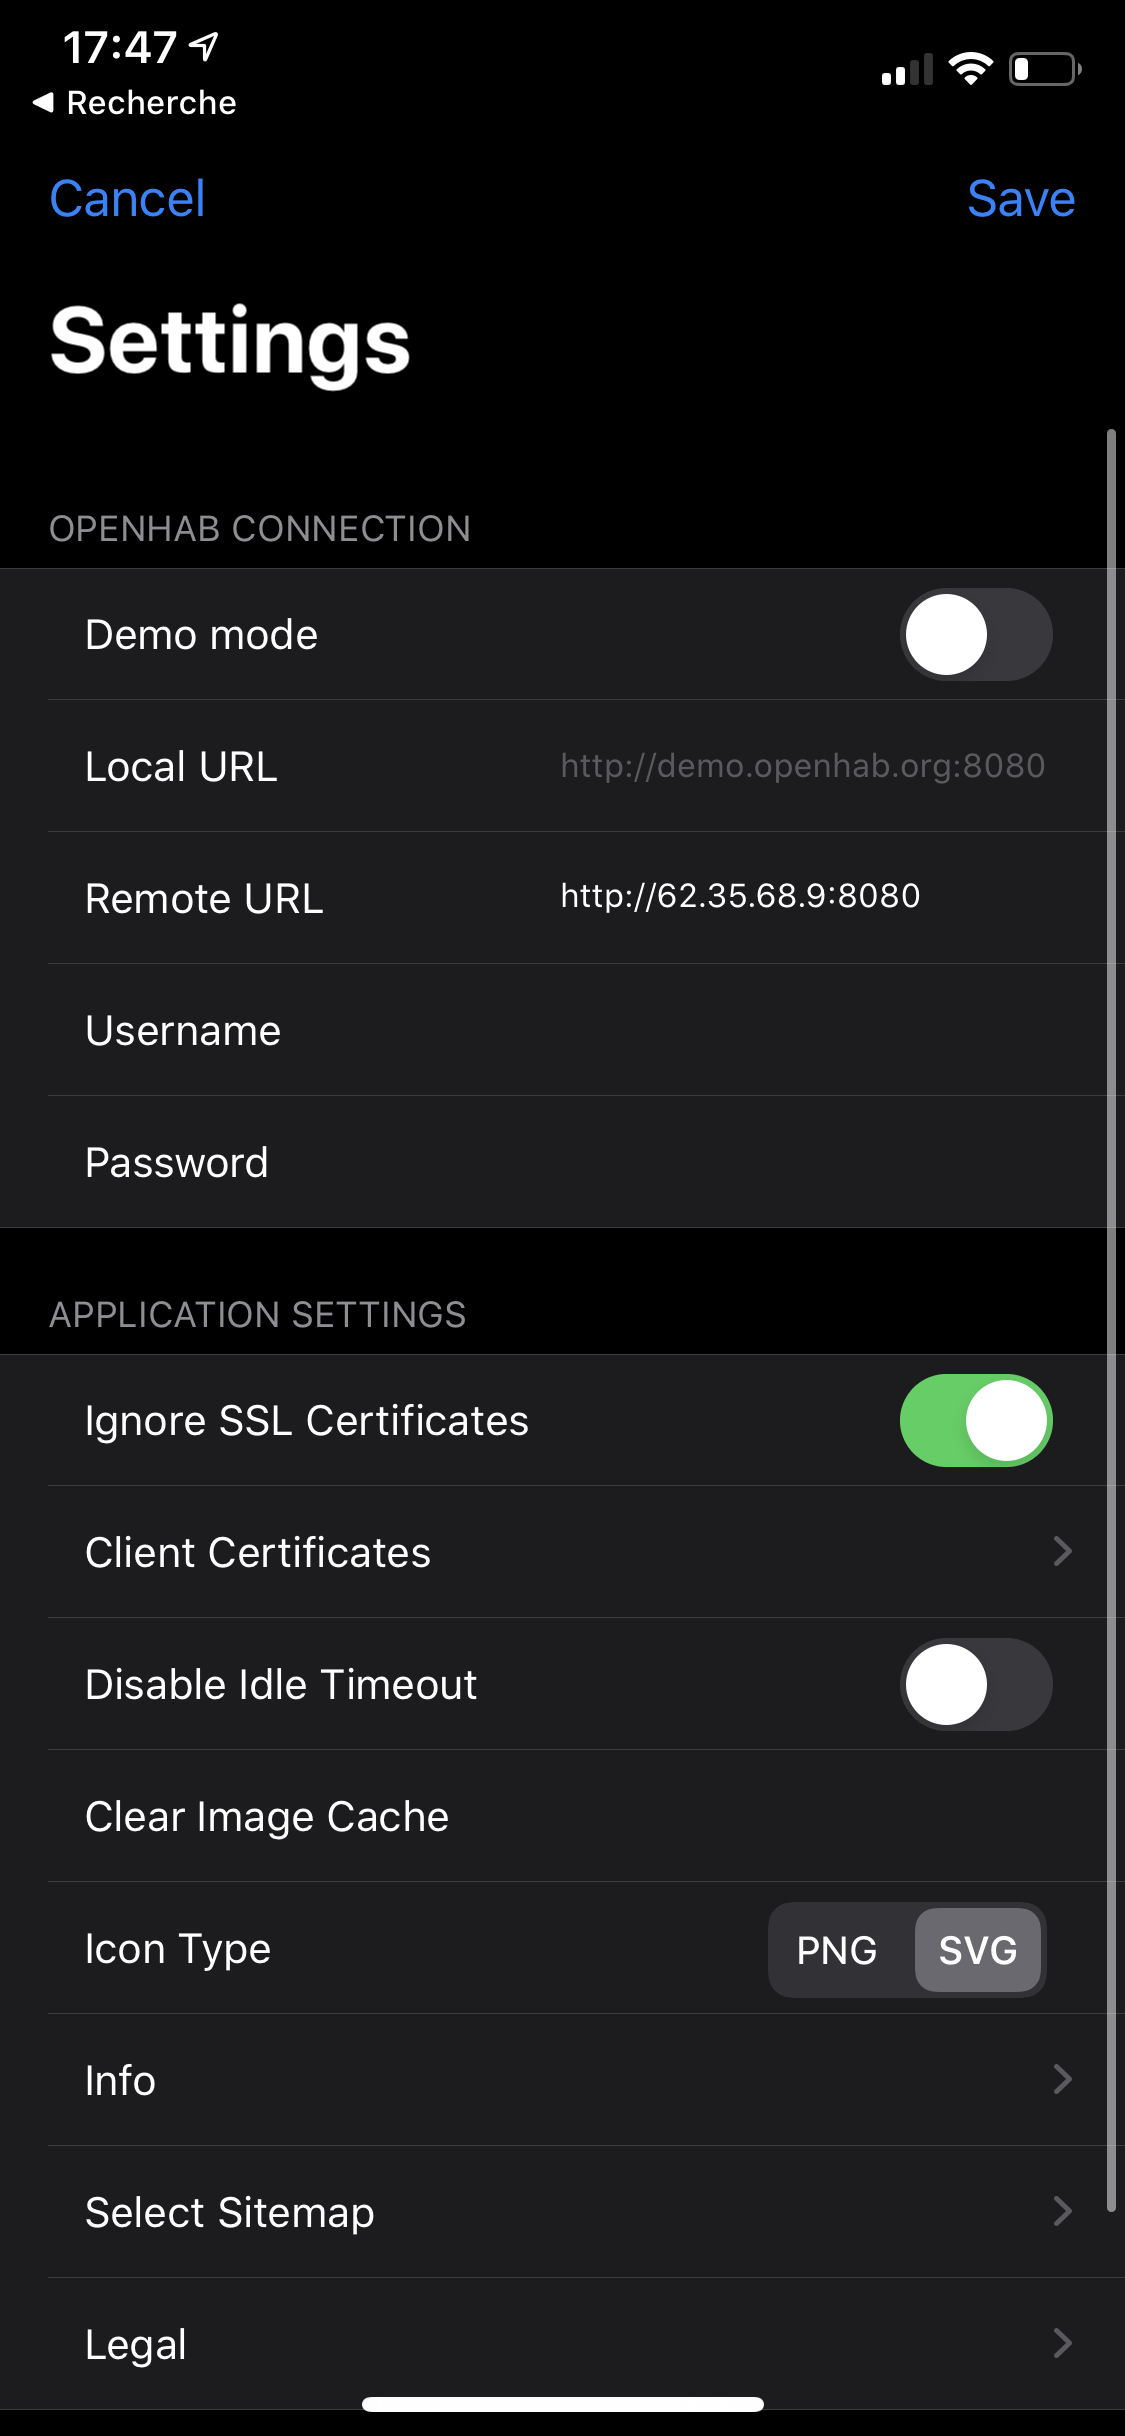 17:47
Recherche
Cancel
Save
Settings
OPENHAB CONNECTION
Demo mode
Local URL
http://demo.openhab.org:8080
Remote URL
http://62.35.68.9:8080
Username
Password
APPLICATION SETTINGS
Ignore SSL Certificates
Client Certificates
Disable Idle Timeout
Clear Image Cache
Icon Type
PNG
SVG
Info
Select Sitemap
Legal